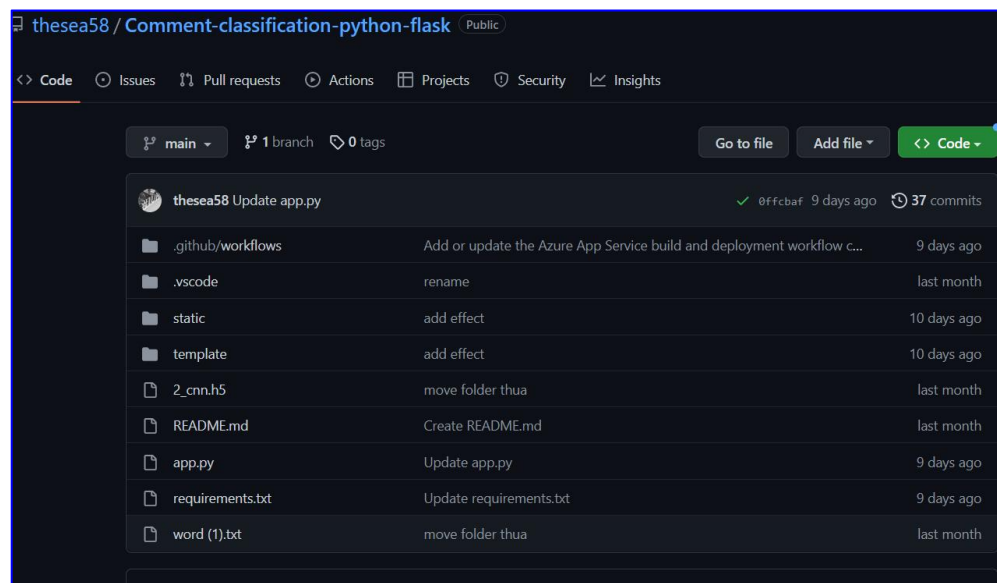 thesea58 / Comment-classification-python-flask Public
<> Code Issues Pull requests Actions Projects Security Insights
main 1 branch 0 tags Go to file Add file Code
thesea58 Update app.py 0ffcbaf 9 days ago 37 commits
.github/workflows Add or update the Azure App Service build and deployment workflow c... 9 days ago
.vscode rename last month
static add effect 10 days ago
template add effect 10 days ago
2_cnn.h5 move folder thua last month
README.md Create README.md last month
app.py Update app.py 9 days ago
requirements.txt Update requirements.txt 9 days ago
word (1).txt move folder thua last month